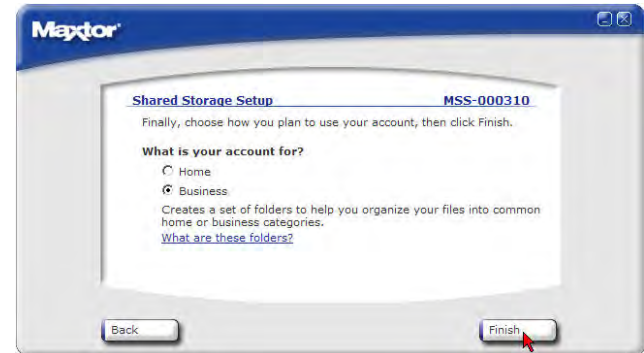 Maxtor
Shared Storage Setup MSS-000310
Finally, choose how you plan to use your account, then click Finish.
What is your account for?
Home
Business
Creates a set of folders to help you organize your files into common
home or business categories.
What are these folders?
Back Finish